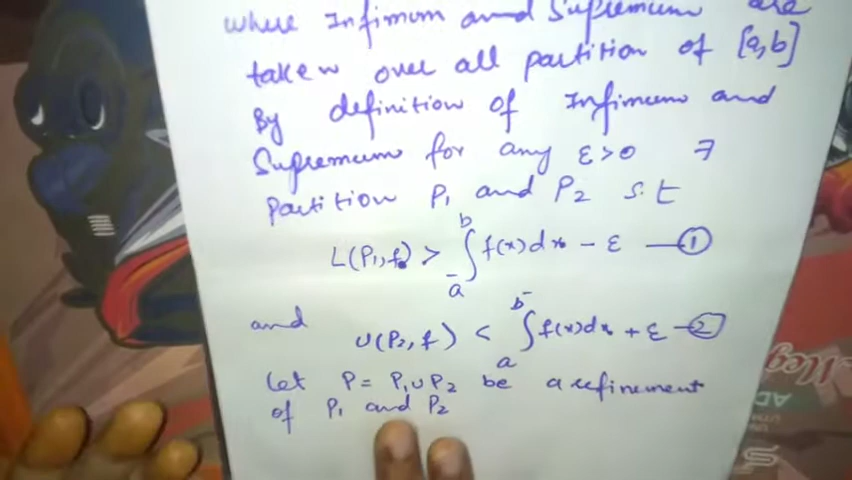 where Infimum and Supremum are
taken over all partition of [a,b]
By definition of Infimum and
Supremum for any ε>0 ∃
Partition P₁ and P₂ s.t
L(P₁,f) > ∫_a^b f(x)dx - ε —①
and U(P₂,f) < ∫_a^b̄ f(x)dx + ε —②
Let P = P₁∪P₂ be a refinement
of P₁ and P₂